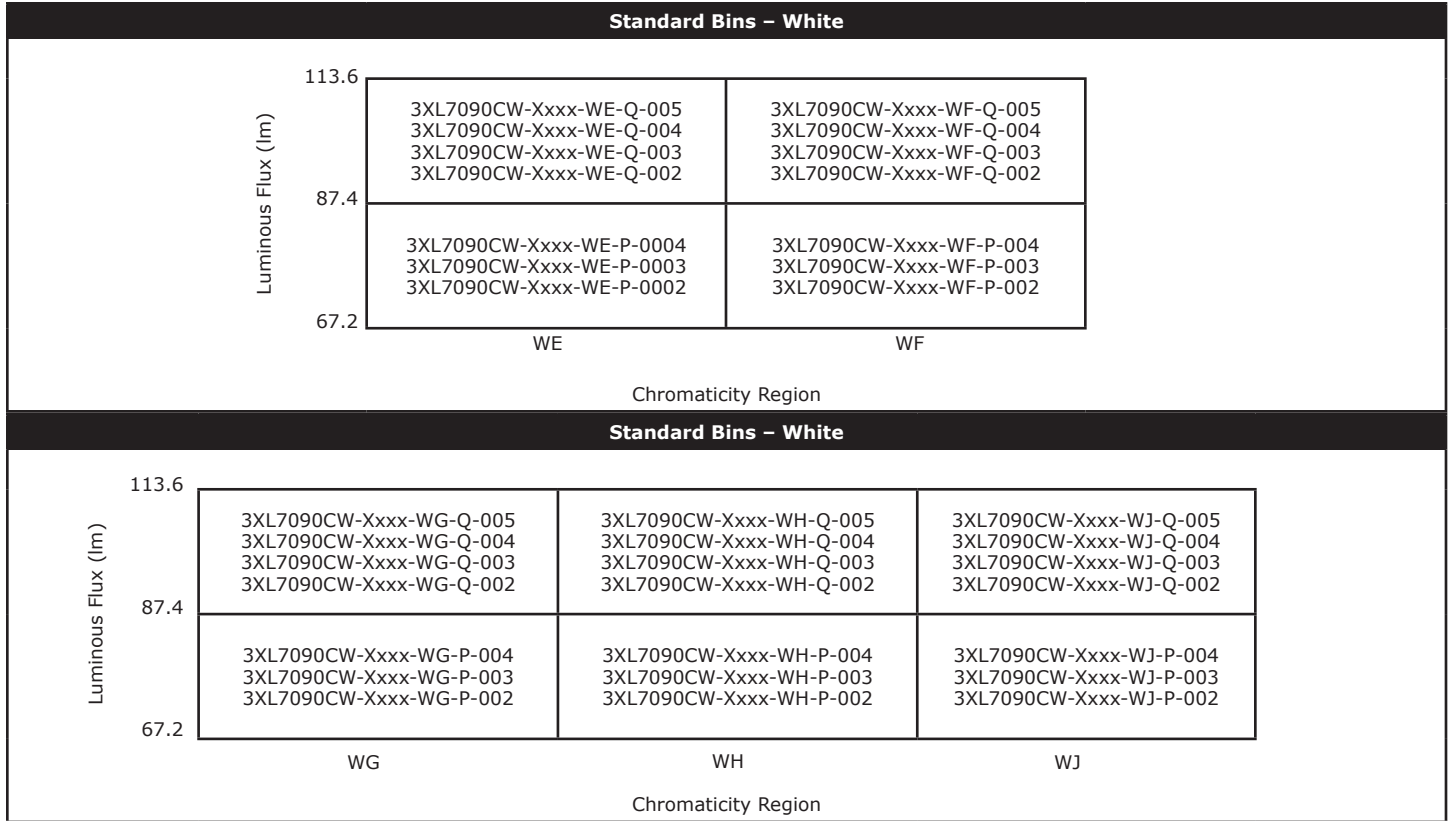 Standard Bins – White
113.6
Luminous Flux (lm)
3XL7090CW-Xxxx-WE-Q-005
3XL7090CW-Xxxx-WE-Q-004
3XL7090CW-Xxxx-WE-Q-003
3XL7090CW-Xxxx-WE-Q-002
3XL7090CW-Xxxx-WF-Q-005
3XL7090CW-Xxxx-WF-Q-004
3XL7090CW-Xxxx-WF-Q-003
3XL7090CW-Xxxx-WF-Q-002
87.4
3XL7090CW-Xxxx-WE-P-0004
3XL7090CW-Xxxx-WE-P-0003
3XL7090CW-Xxxx-WE-P-0002
3XL7090CW-Xxxx-WF-P-004
3XL7090CW-Xxxx-WF-P-003
3XL7090CW-Xxxx-WF-P-002
67.2
WE
WF
Chromaticity Region
Standard Bins – White
113.6
Luminous Flux (lm)
3XL7090CW-Xxxx-WG-Q-005
3XL7090CW-Xxxx-WG-Q-004
3XL7090CW-Xxxx-WG-Q-003
3XL7090CW-Xxxx-WG-Q-002
3XL7090CW-Xxxx-WH-Q-005
3XL7090CW-Xxxx-WH-Q-004
3XL7090CW-Xxxx-WH-Q-003
3XL7090CW-Xxxx-WH-Q-002
3XL7090CW-Xxxx-WJ-Q-005
3XL7090CW-Xxxx-WJ-Q-004
3XL7090CW-Xxxx-WJ-Q-003
3XL7090CW-Xxxx-WJ-Q-002
87.4
3XL7090CW-Xxxx-WG-P-004
3XL7090CW-Xxxx-WG-P-003
3XL7090CW-Xxxx-WG-P-002
3XL7090CW-Xxxx-WH-P-004
3XL7090CW-Xxxx-WH-P-003
3XL7090CW-Xxxx-WH-P-002
3XL7090CW-Xxxx-WJ-P-004
3XL7090CW-Xxxx-WJ-P-003
3XL7090CW-Xxxx-WJ-P-002
67.2
WG
WH
WJ
Chromaticity Region